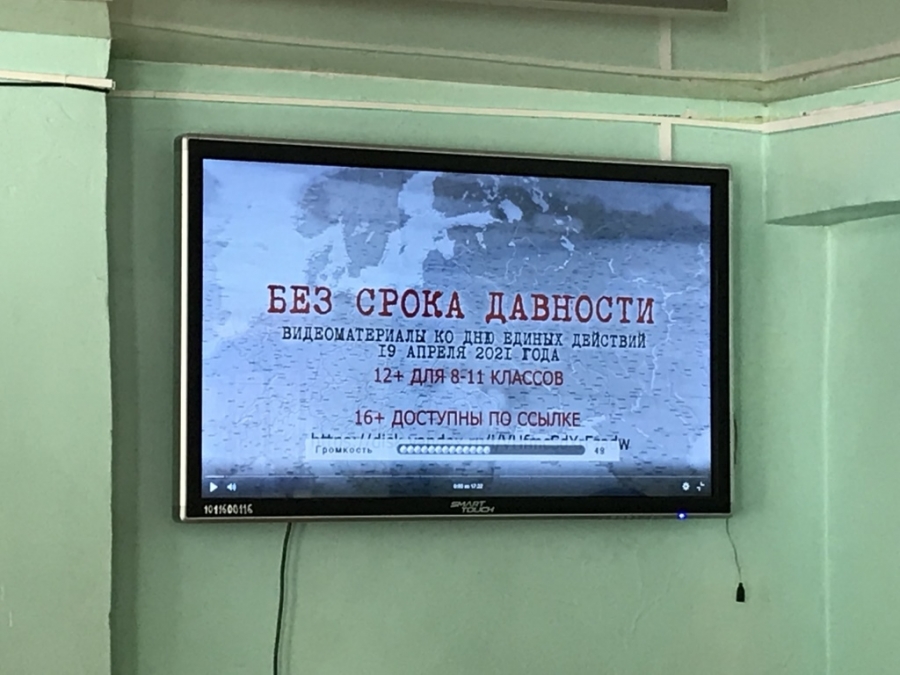 БЕЗ СРОКА ДАВНОСТИ
ВИДЕОМАТЕРИАЛЫ КО ДНЮ ЕДИНЫХ ДЕЙСТВИЙ
19 АПРЕЛЯ 2021 ГОДА
12+ ДЛЯ 8-11 КЛАССОВ
16+ ДОСТУПНЫ ПО ССЫЛКЕ
Громкость 49
1011600116
SMART
TOUCH